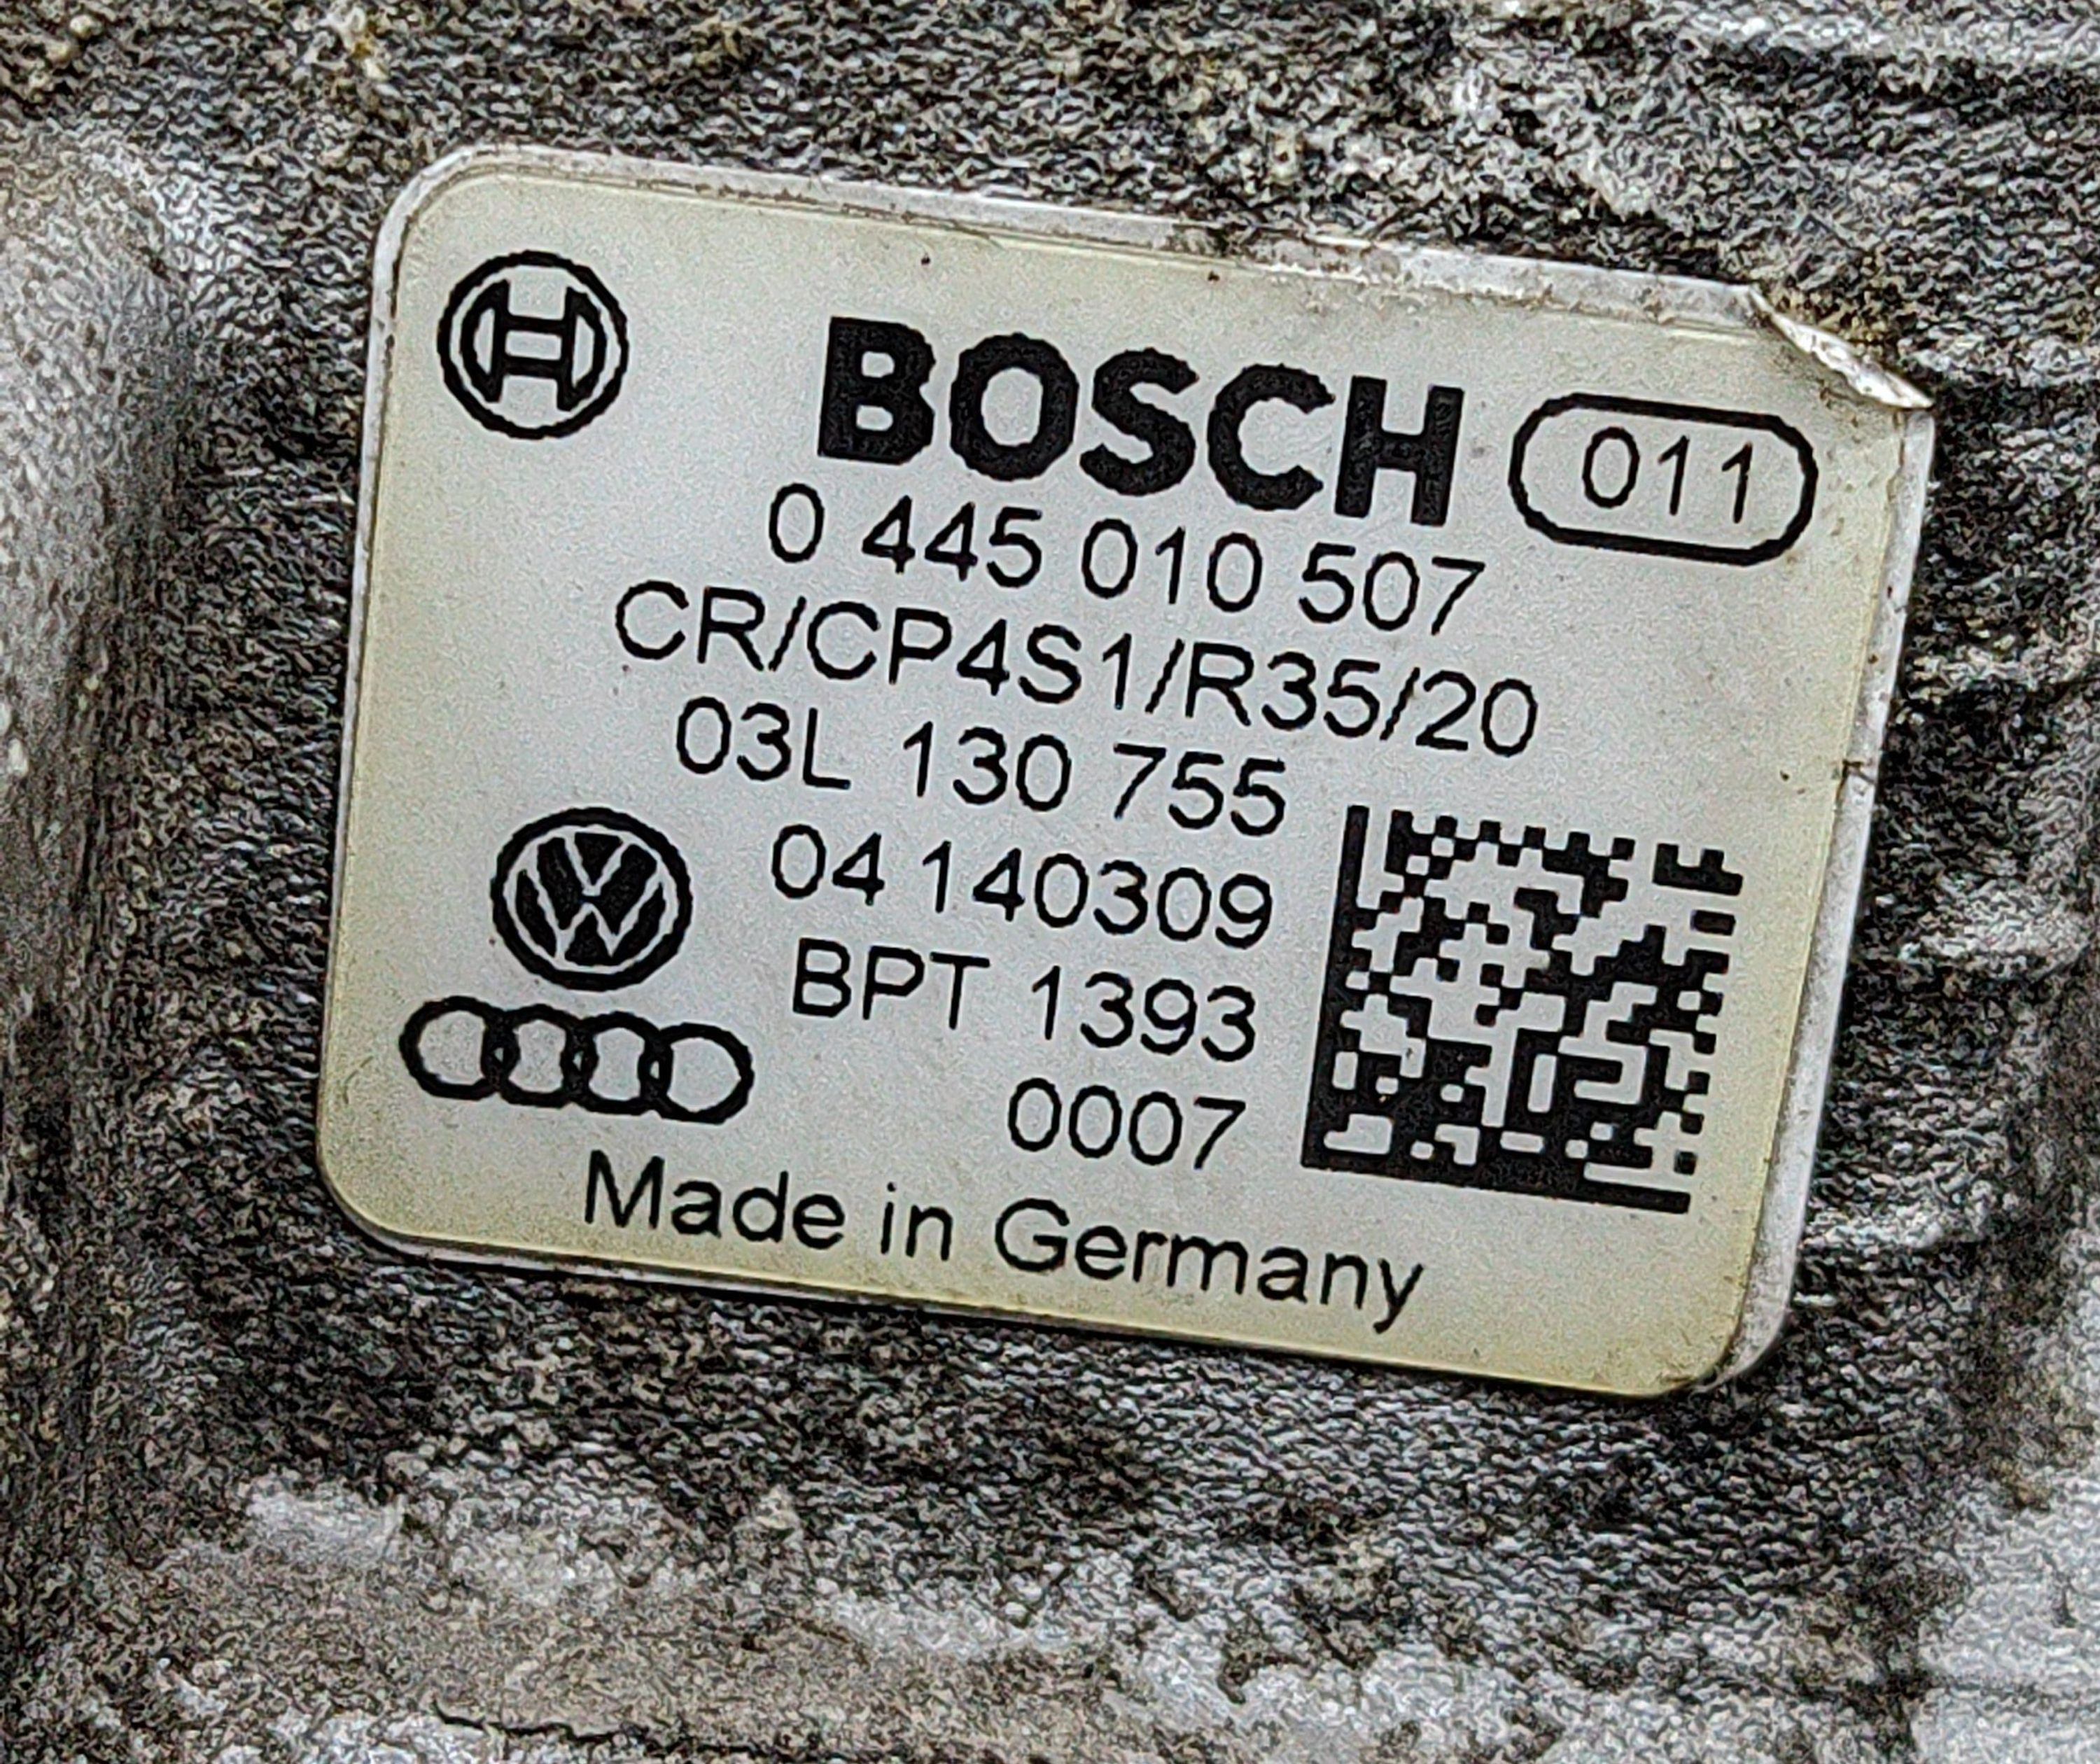 BOSCH 011
0 445 010 507
CR/CP4S1/R35/20
03L 130 755
04 140309
BPT 1393
0007
Made in Germany